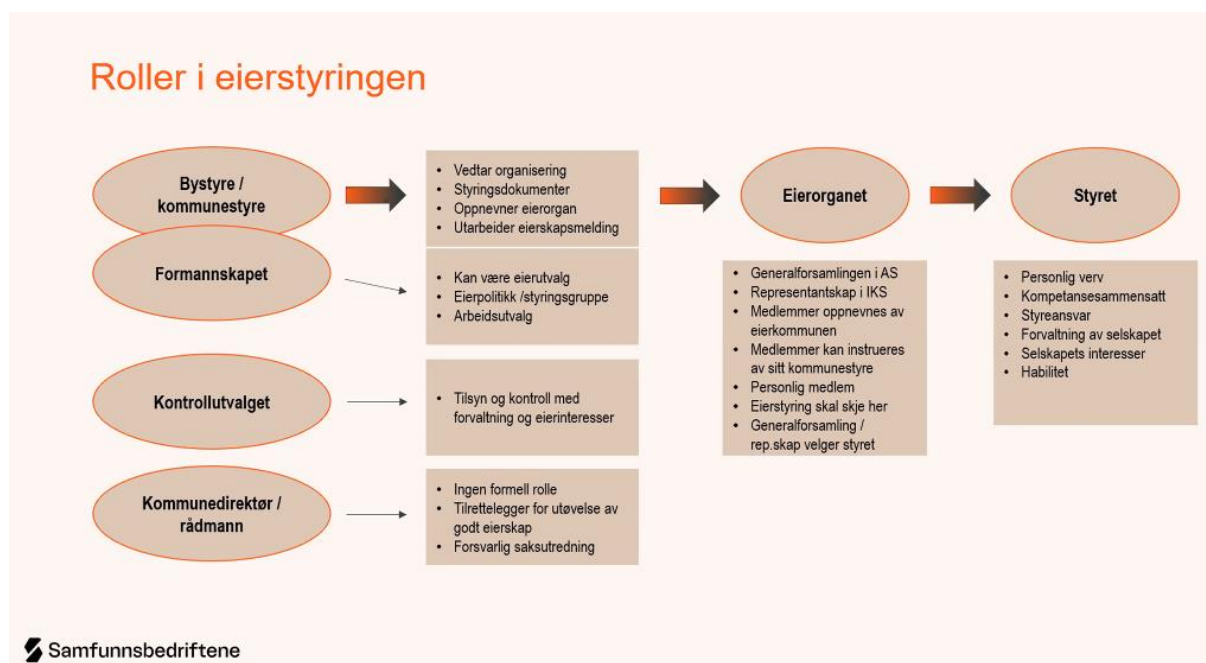 Roller i eierstyringen
Bystyre /
kommunestyre
• Vedtar organisering
• Styringsdokumenter
• Oppnevner eierorgan
• Utarbeider eierskapsmelding
Formannskapet
• Kan være eierutvalg
• Eierpolitikk /styringsgruppe
• Arbeidsutvalg
Kontrollutvalget
• Tilsyn og kontroll med
forvaltning og eierinteresser
Kommunedirektør /
rådmann
• Ingen formell rolle
• Tilrettelegger for utøvelse av
godt eierskap
• Forsvarlig saksutredning
Eierorganet
• Generalforsamlingen i AS
• Representantskap i IKS
• Medlemmer oppnevnes av
eierkommunen
• Medlemmer kan instrueres
av sitt kommunestyre
• Personlig medlem
• Eierstyring skal skje her
• Generalforsamling /
rep.skap velger styret
Styret
• Personlig verv
• Kompetansesammensatt
• Styreansvar
• Forvaltning av selskapet
• Selskapets interesser
• Habilitet
Samfunnsbedriftene